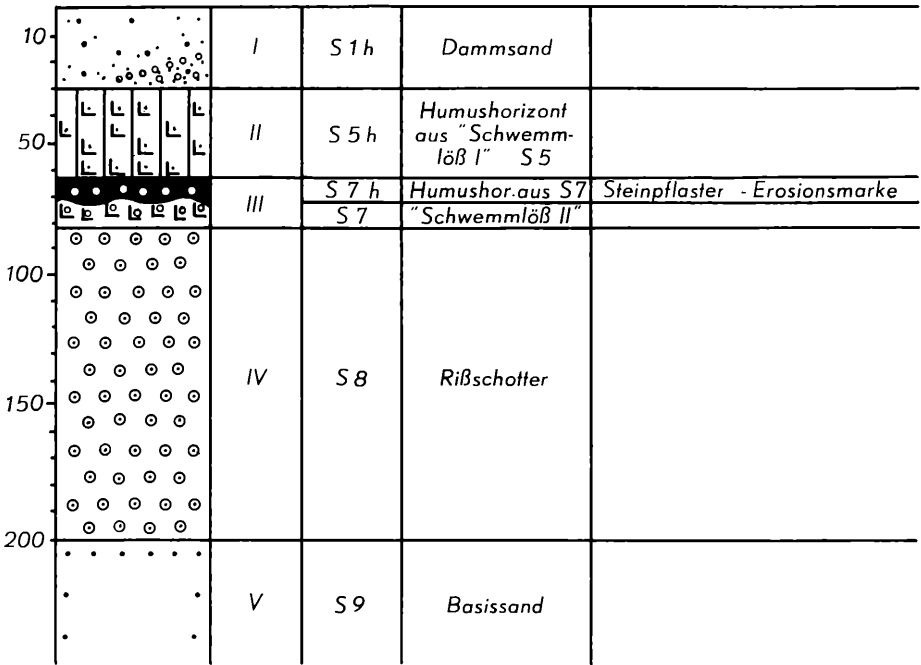 10 I S 1 h Dammsand
50 II S 5 h Humushorizont
aus "Schwemm-
löß I" S 5
III S 7 h Humushor. aus S7 Steinpflaster - Erosionsmarke
S 7 "Schwemmlöß II"
100
IV S 8 Rißschotter
150
200
V S 9 Basissand